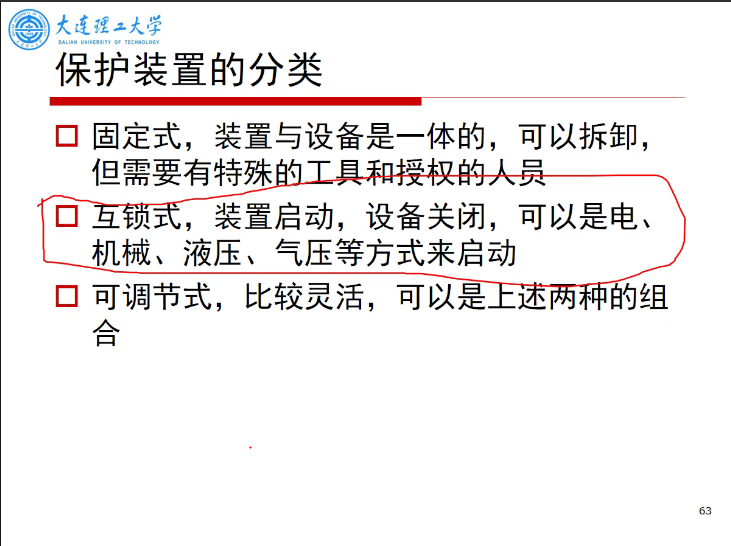 大连理工大学
DALIAN UNIVERSITY OF TECHNOLOGY
保护装置的分类
固定式，装置与设备是一体的，可以拆卸，
但需要有特殊的工具和授权的人员
互锁式，装置启动，设备关闭，可以是电、
机械、液压、气压等方式来启动
可调节式，比较灵活，可以是上述两种的组
合
63